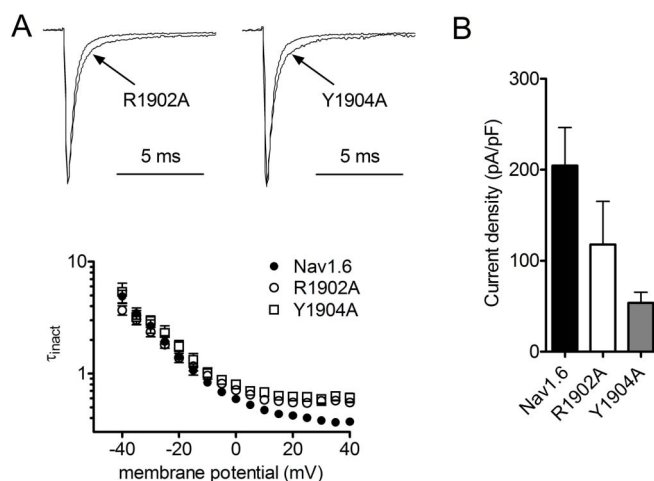 A
R1902A
Y1904A
5 ms
5 ms
10
1
τinact
Nav1.6
R1902A
Y1904A
-40
-20
0
20
40
membrane potential (mV)
B
300
200
100
0
Current density (pA/pF)
Nav1.6
R1902A
Y1904A